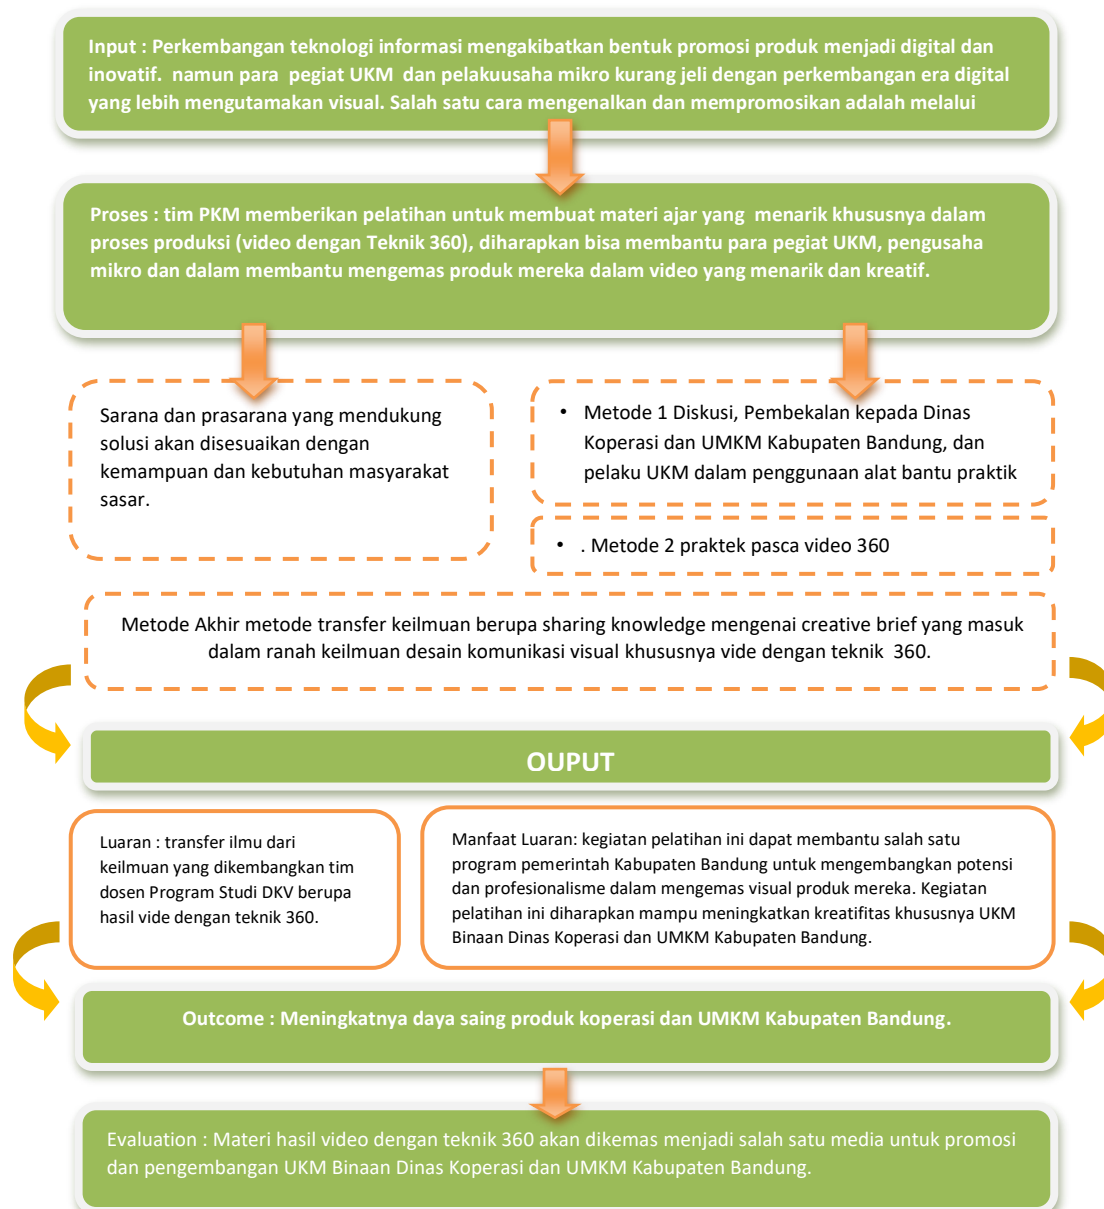 Input : Perkembangan teknologi informasi mengakibatkan bentuk promosi produk menjadi digital dan
inovatif. namun para pegiat UKM dan pelakuusaha mikro kurang jeli dengan perkembangan era digital
yang lebih mengutamakan visual. Salah satu cara mengenalkan dan mempromosikan adalah melalui
Proses : tim PKM memberikan pelatihan untuk membuat materi ajar yang menarik khususnya dalam
proses produksi (video dengan Teknik 360), diharapkan bisa membantu para pegiat UKM, pengusaha
mikro dan dalam membantu mengemas produk mereka dalam video yang menarik dan kreatif.
Sarana dan prasarana yang mendukung
solusi akan disesuaikan dengan
kemampuan dan kebutuhan masyarakat
sasar.
• Metode 1 Diskusi, Pembekalan kepada Dinas
Koperasi dan UMKM Kabupaten Bandung, dan
pelaku UKM dalam penggunaan alat bantu praktik
• . Metode 2 praktek pasca video 360
Metode Akhir metode transfer keilmuan berupa sharing knowledge mengenai creative brief yang masuk
dalam ranah keilmuan desain komunikasi visual khususnya vide dengan teknik 360.
OUPUT
Luaran : transfer ilmu dari
keilmuan yang dikembangkan tim
dosen Program Studi DKV berupa
hasil vide dengan teknik 360.
Manfaat Luaran: kegiatan pelatihan ini dapat membantu salah satu
program pemerintah Kabupaten Bandung untuk mengembangkan potensi
dan profesionalisme dalam mengemas visual produk mereka. Kegiatan
pelatihan ini diharapkan mampu meningkatkan kreatifitas khususnya UKM
Binaan Dinas Koperasi dan UMKM Kabupaten Bandung.
Outcome : Meningkatnya daya saing produk koperasi dan UMKM Kabupaten Bandung.
Evaluation : Materi hasil video dengan teknik 360 akan dikemas menjadi salah satu media untuk promosi
dan pengembangan UKM Binaan Dinas Koperasi dan UMKM Kabupaten Bandung.